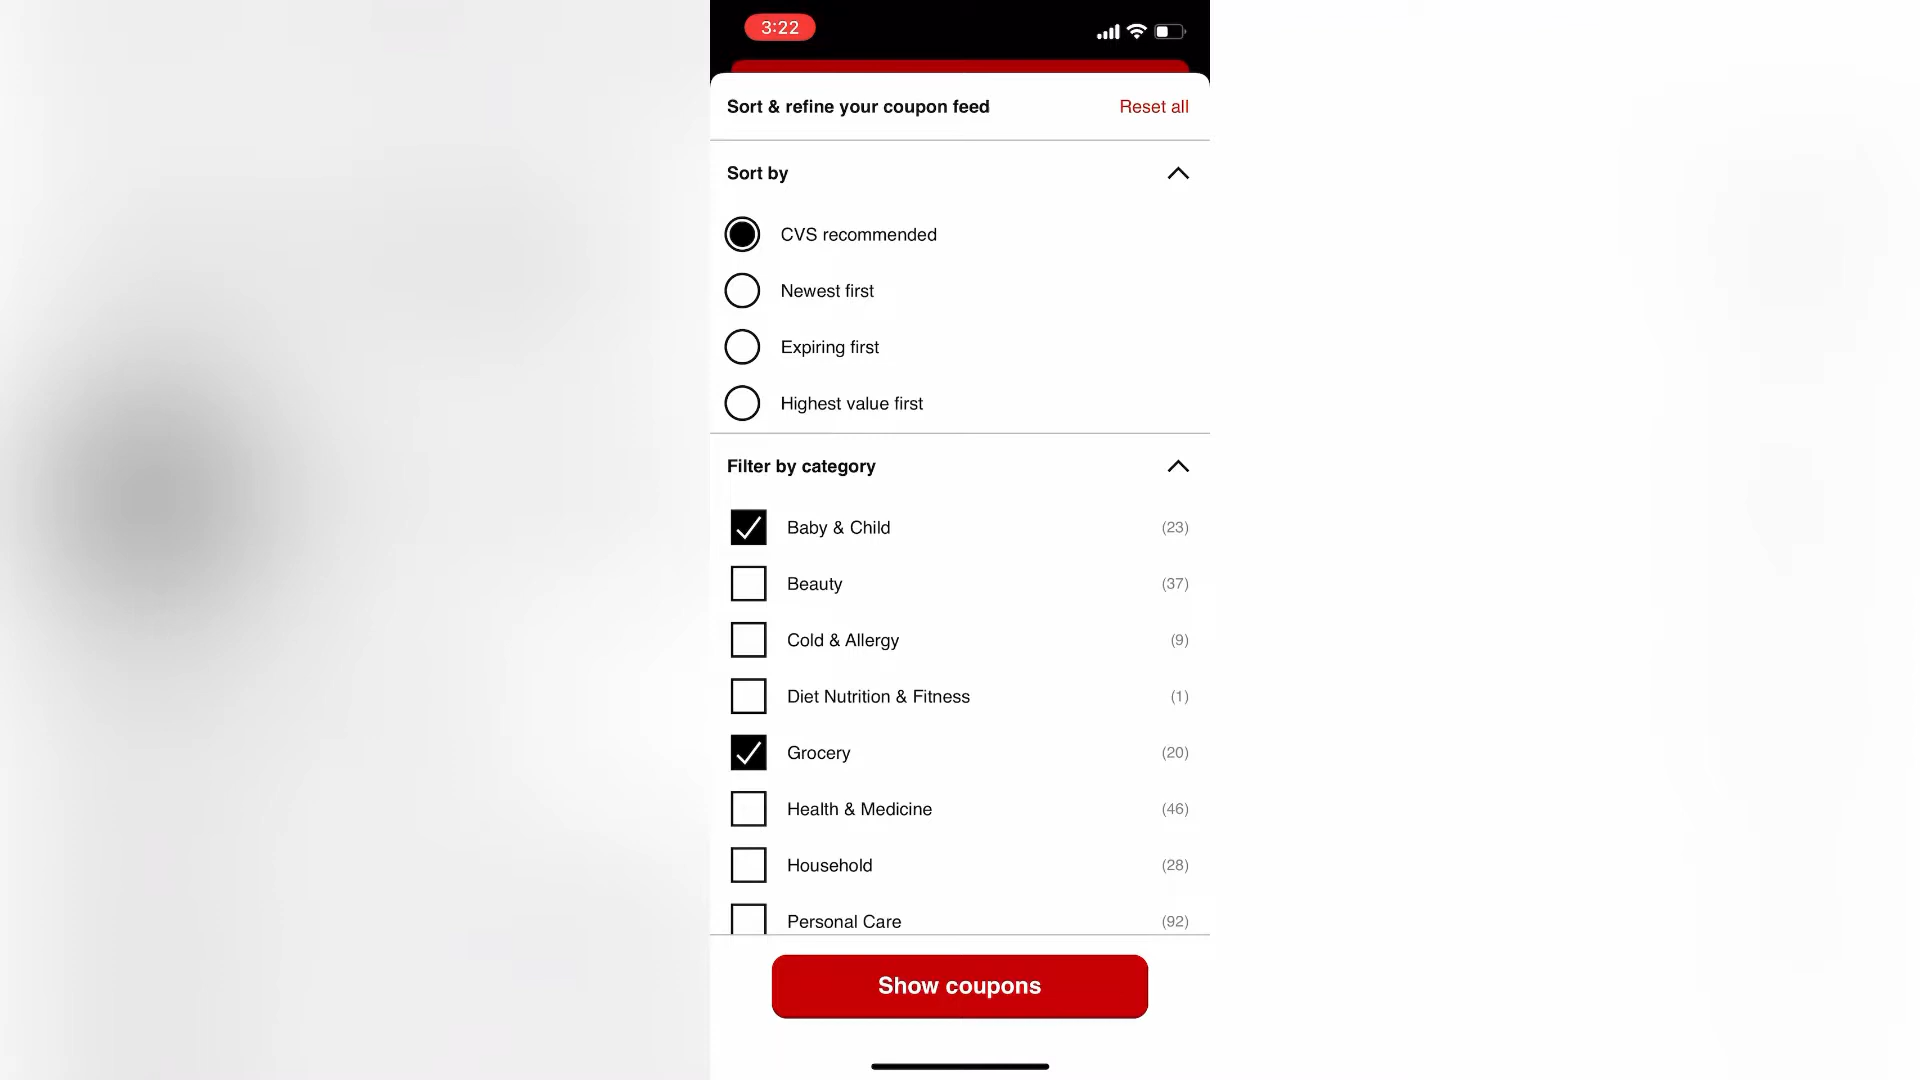 3:22
Sort & refine your coupon feed Reset all
Sort by
CVS recommended
Newest first
Expiring first
Highest value first
Filter by category
Baby & Child (23)
Beauty (37)
Cold & Allergy (9)
Diet Nutrition & Fitness (1)
Grocery (20)
Health & Medicine (46)
Household (28)
Personal Care (92)
Show coupons